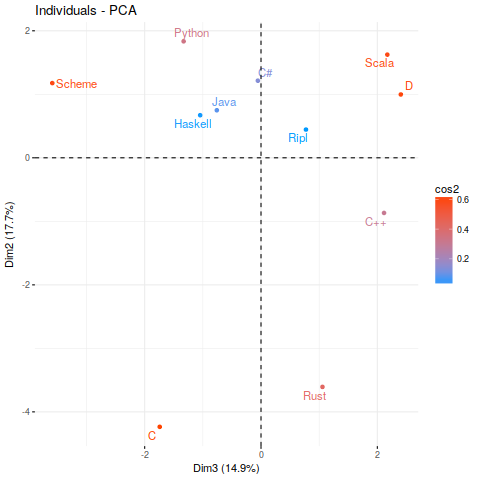 Individuals - PCA
Python
Scala
C#
Scheme
D
Java
Haskell
Ripl
C++
Rust
C
2
0
-2
-4
-2
0
2
Dim2 (17.7%)
Dim3 (14.9%)
cos2
0.6
0.4
0.2